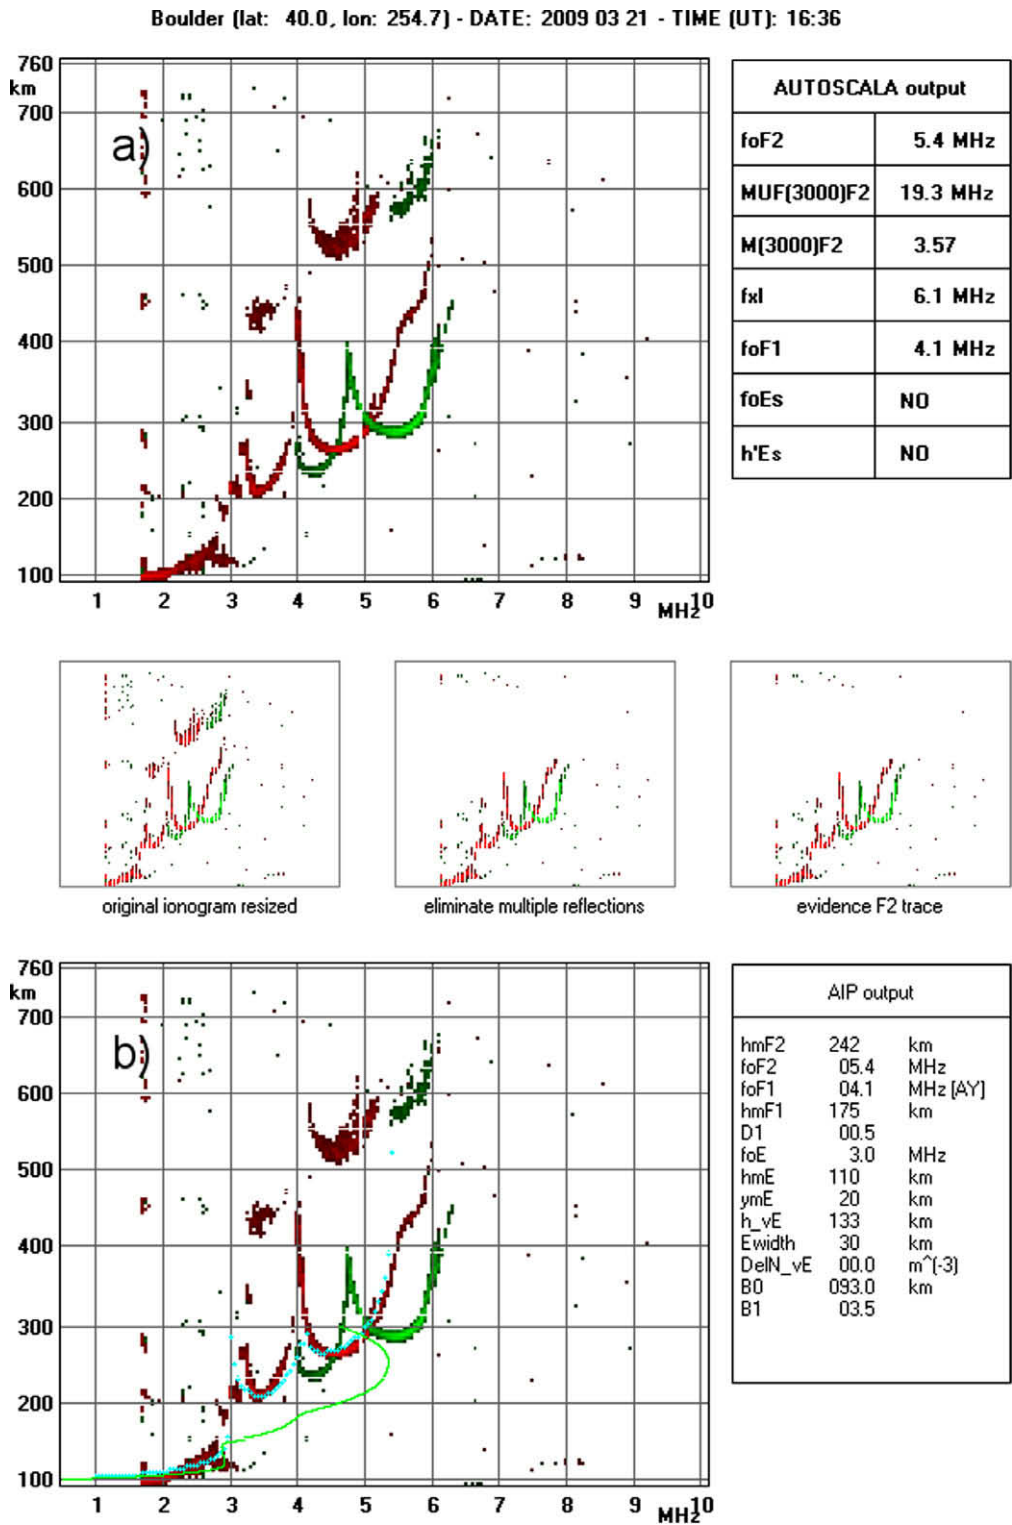 Boulder (lat: 40.0, lon: 254.7) - DATE: 2009 03 21 - TIME (UT): 16:36
760
km
700
600
500
400
300
200
100
a)
1 2 3 4 5 6 7 8 9 10
MHz
AUTOSCALA output
foF2 5.4 MHz
MUF(3000)F2 19.3 MHz
M(3000)F2 3.57
fxI 6.1 MHz
foF1 4.1 MHz
foEs NO
h'Es NO
original ionogram resized
eliminate multiple reflections
evidence F2 trace
760
km
700
600
500
400
300
200
100
b)
1 2 3 4 5 6 7 8 9 10
MHz
AIP output
hmF2 242 km
foF2 05.4 MHz
foF1 04.1 MHz [AY]
hmF1 175 km
D1 00.5
foE 3.0 MHz
hmE 110 km
ymE 20 km
h_vE 133 km
Ewidth 30 km
DelN_vE 00.0 m^(-3)
B0 093.0 km
B1 03.5